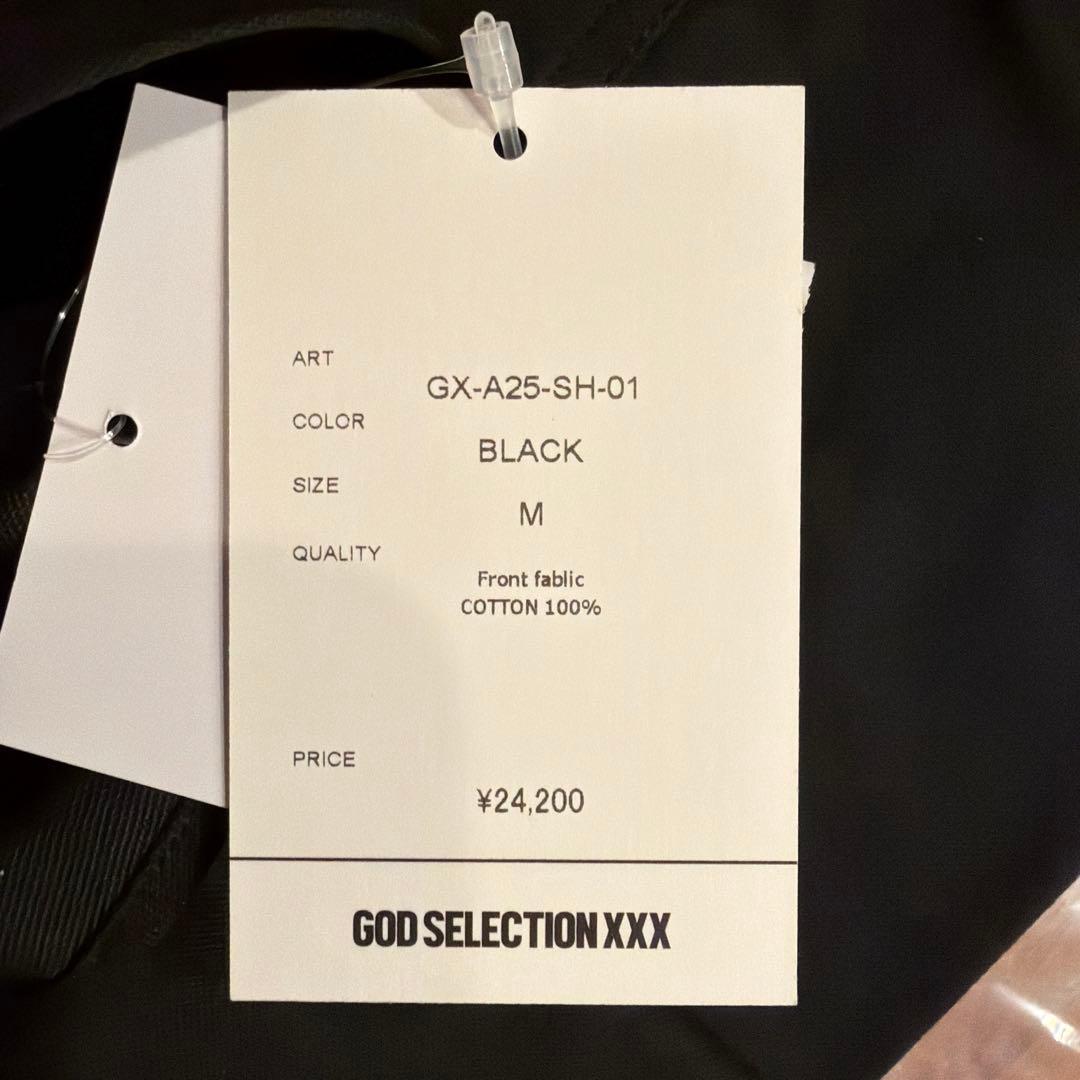 ART
GX-A25-SH-01
COLOR
BLACK
SIZE
M
QUALITY
Front fablic
COTTON 100%
PRICE
¥24,200
GOD SELECTION XXX